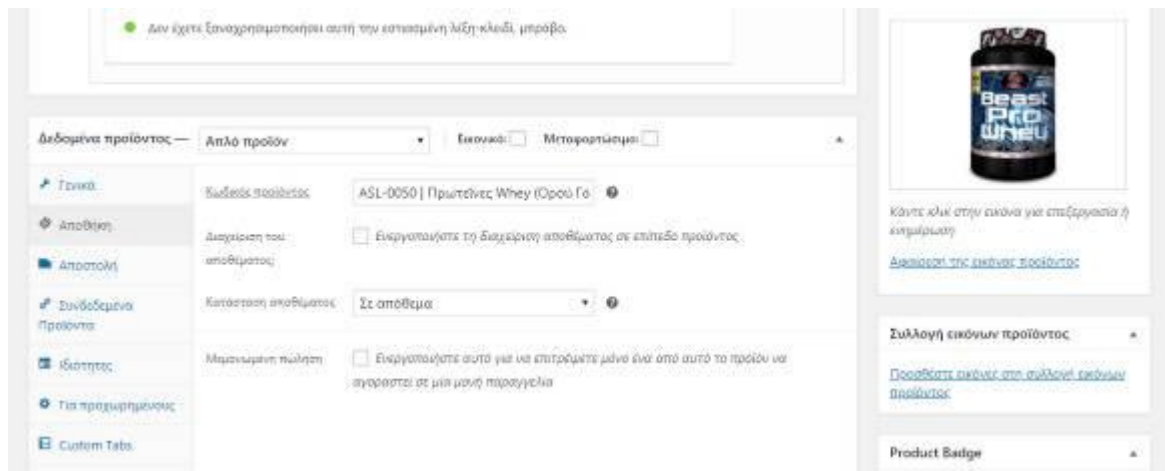 Δεν έχετε ξαναχρησιμοποιήσει αυτή την εστιασμένη λέξη-κλειδί, μπράβο.
Δεδομένα προϊόντος — Απλό προϊόν Εικονικό: Μεταφορτώσιμο:
Γενικά
Κωδικός προϊόντος ASL-0050 | Πρωτεΐνες Whey (Ορού Γο
Αποθήκη
Διαχείριση του
αποθέματος;
Ενεργοποιήστε τη διαχείριση αποθέματος σε επίπεδο προϊόντος
Αποστολή
Συνδεδεμένα
Προϊόντα
Κατάσταση αποθέματος Σε απόθεμα
Ιδιότητες
Μεμονωμένη πώληση
Ενεργοποιήστε αυτό για να επιτρέψετε μόνο ένα από αυτό το προϊόν να
αγοραστεί σε μια μονή παραγγελία
Για προχωρημένους
Custom Tabs
Beast
Pro
Whey
Κάντε κλικ στην εικόνα για επεξεργασία ή
ενημέρωση
Αφαίρεση της εικόνας προϊόντος
Συλλογή εικόνων προϊόντος
Προσθέστε εικόνες στη συλλογή εικόνων
προϊόντος
Product Badge